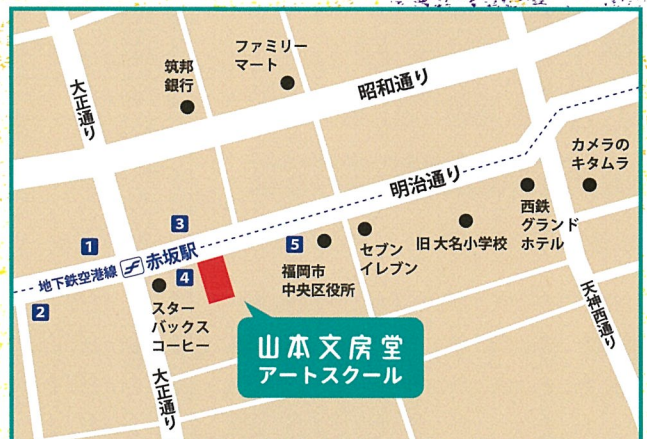 ファミリー
マート
筑邦
銀行
昭和通り
大正通り
カメラの
キタムラ
明治通り
3
西鉄
グランド
ホテル
1
赤坂駅
5
セブン
イレブン
旧大名小学校
地下鉄空港線
4
福岡市
中央区役所
2
スター
バックス
コーヒー
天神西通り
山本文房堂
アートスクール
大正通り